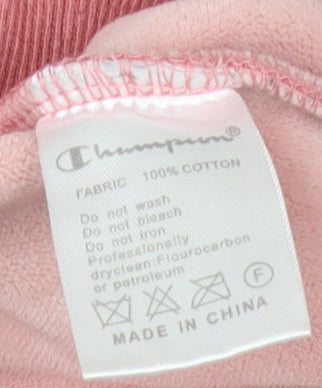 Champion®
FABRIC 100% COTTON
Do not wash
Do not bleach
Do not iron
Professionally
dryclean:Flourocarbon
or petroleum
F
MADE IN CHINA